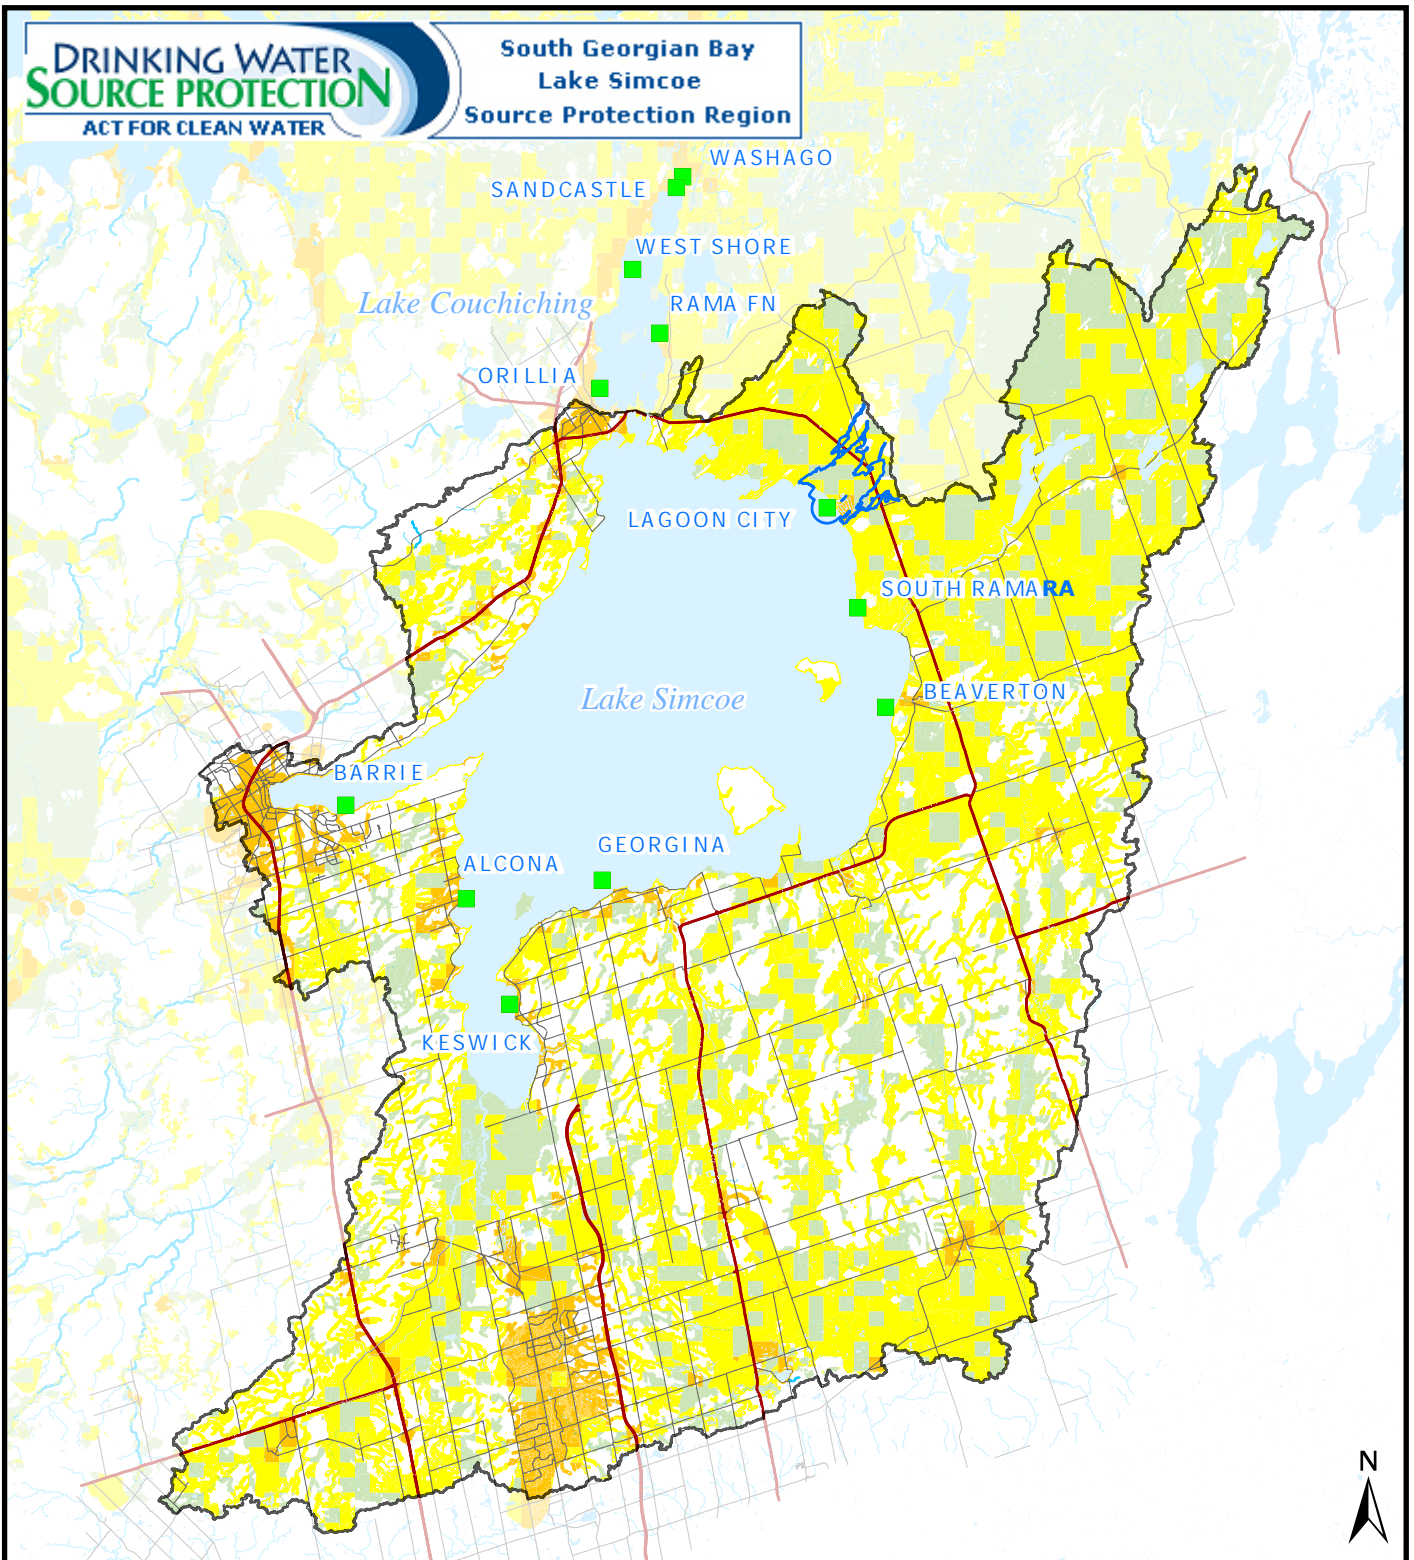 DRINKING WATER
SOURCE PROTECTION
ACT FOR CLEAN WATER
South Georgian Bay
Lake Simcoe
Source Protection Region
WASHAGO
SANDCASTLE
WEST SHORE
Lake Couchiching
RAMA FN
ORILLIA
LAGOON CITY
SOUTH RAMARA
Lake Simcoe
BEAVERTON
BARRIE
GEORGINA
ALCONA
KESWICK
N